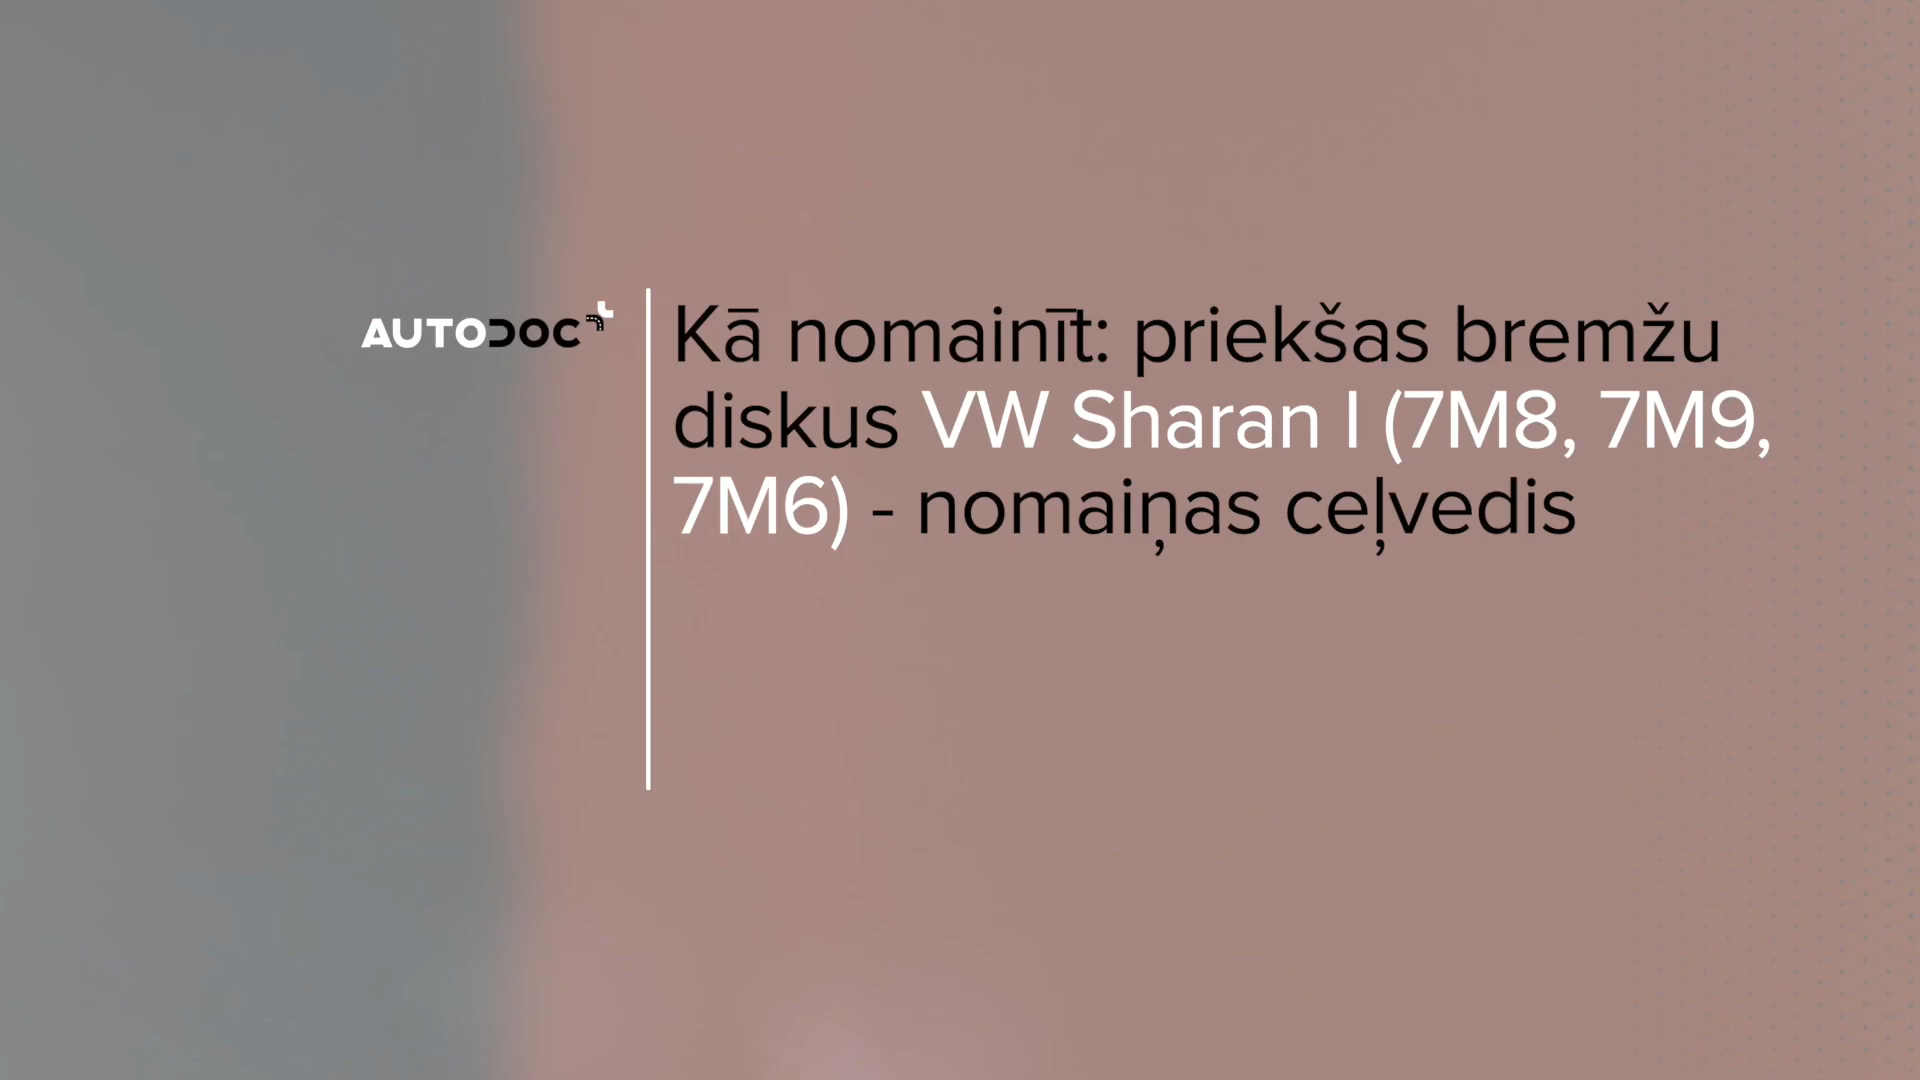 AUTODOC
Kā nomainīt: priekšas bremžu
diskus VW Sharan I (7M8, 7M9,
7M6) - nomaiņas ceļvedis